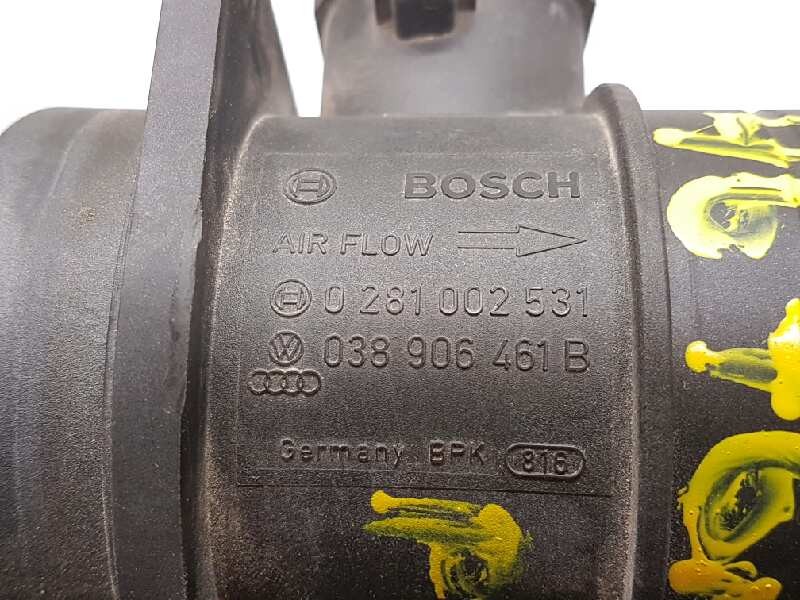 BOSCH
AIR FLOW
0 281 002 531
038 906 461 B
Germany BPK 816